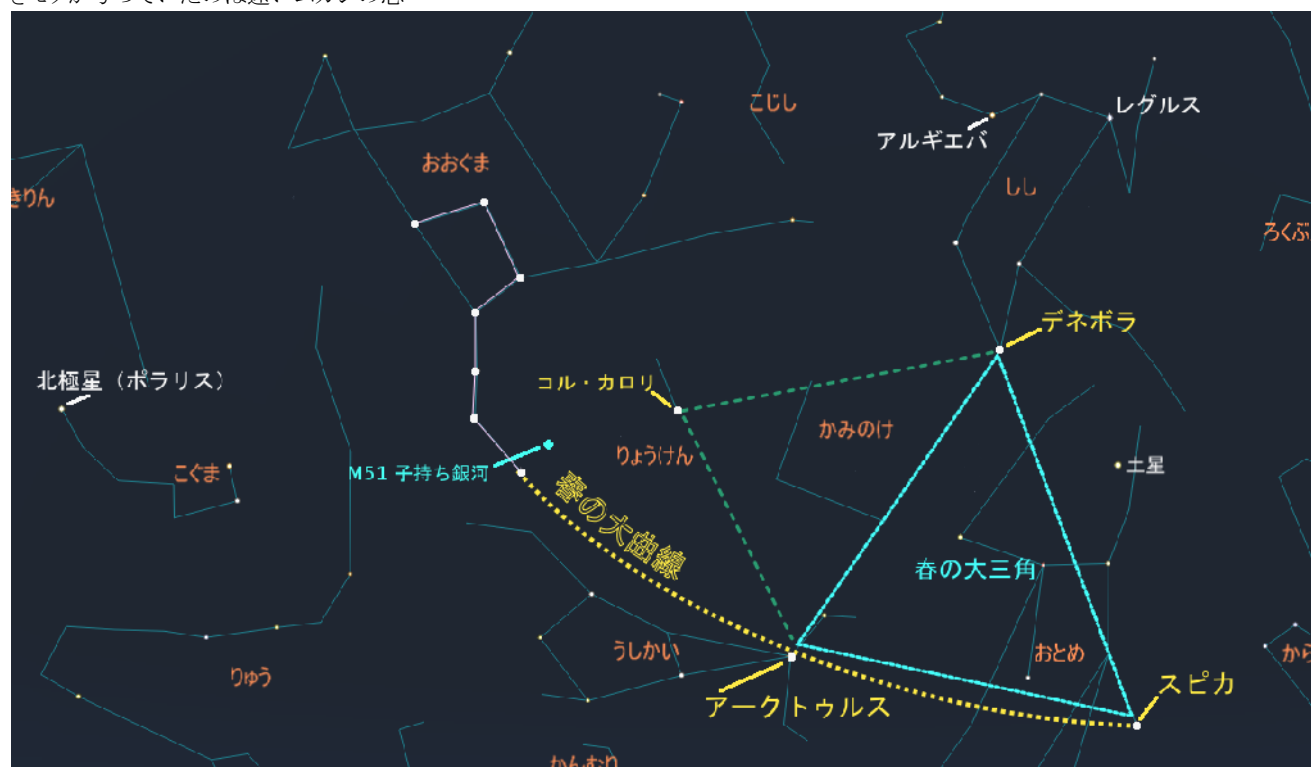 こじし
レグルス
アルギエバ
おおぐま
しし
きりん
ろくぶ
デネボラ
北極星（ポラリス）
コル・カロリ
かみのけ
りょうけん
土星
こぐま
M51 子持ち銀河
春の大曲線
春の大三角
うしかい
おとめ
から
りゅう
スピカ
アークトゥルス
かんむり